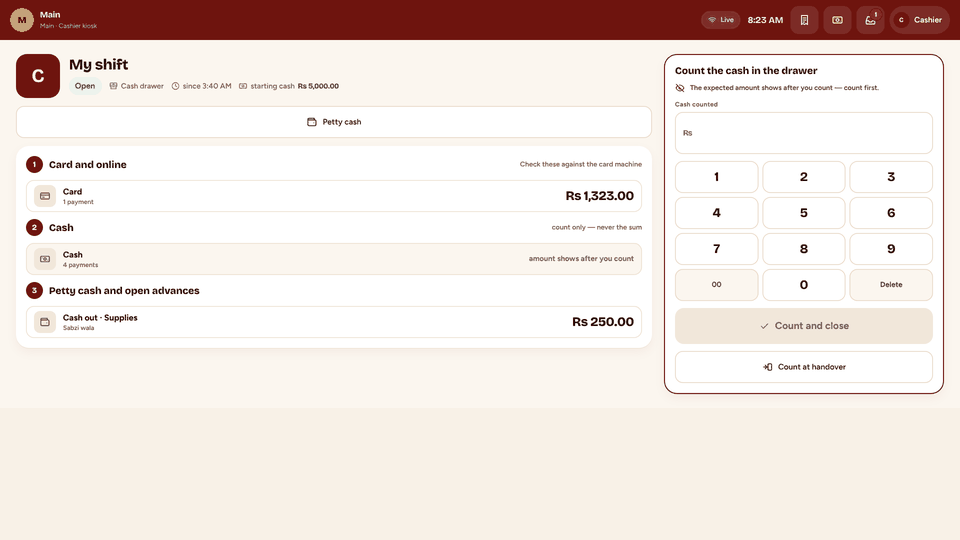 M
Main
Main · Cashier kiosk
Live
8:23 AM
1
C
Cashier
C
My shift
Open
Cash drawer
since 3:40 AM
starting cash Rs 5,000.00
Petty cash
1
Card and online
Check these against the card machine
Card
1 payment
Rs 1,323.00
2
Cash
count only — never the sum
Cash
4 payments
amount shows after you count
3
Petty cash and open advances
Cash out · Supplies
Sabzi wala
Rs 250.00
Count the cash in the drawer
The expected amount shows after you count — count first.
Cash counted
Rs
1 2 3
4 5 6
7 8 9
00 0 Delete
Count and close
Count at handover